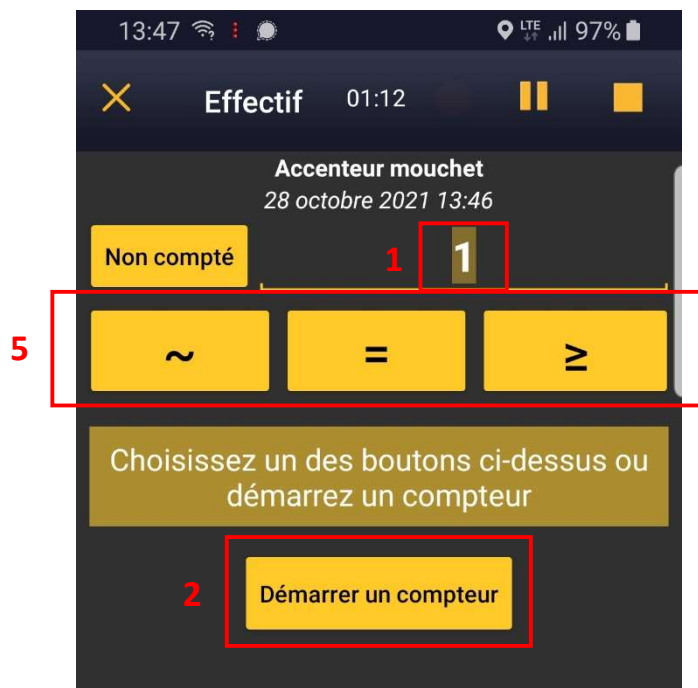 13:47 LTE 97%
Effectif 01:12
Accenteur mouchet
28 octobre 2021 13:46
Non compté 1 1
5 ~ = ≥
Choisissez un des boutons ci-dessus ou
démarrez un compteur
2 Démarrer un compteur